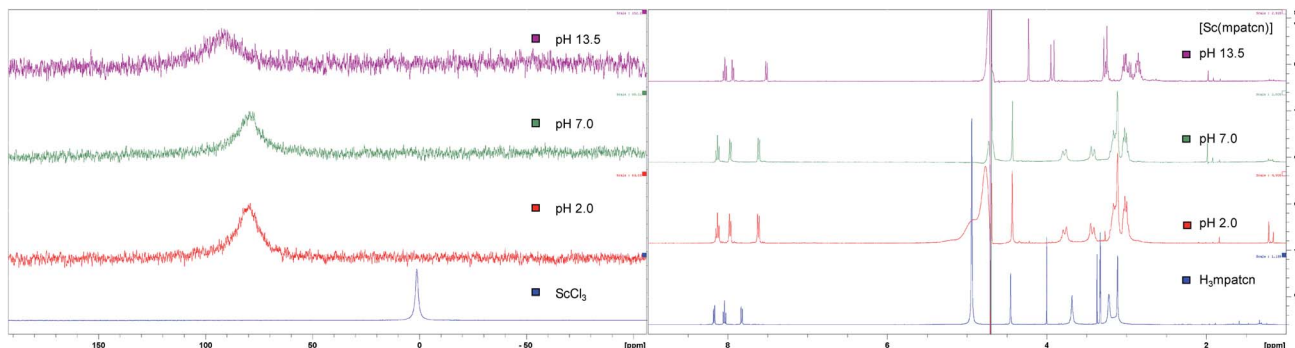 pH 13.5
pH 7.0
pH 2.0
ScCl₃
150
100
50
0
- 50
[ppm]
[Sc(mpatcn)]
pH 13.5
pH 7.0
pH 2.0
H₃mpatcn
8
6
4
2
[ppm]